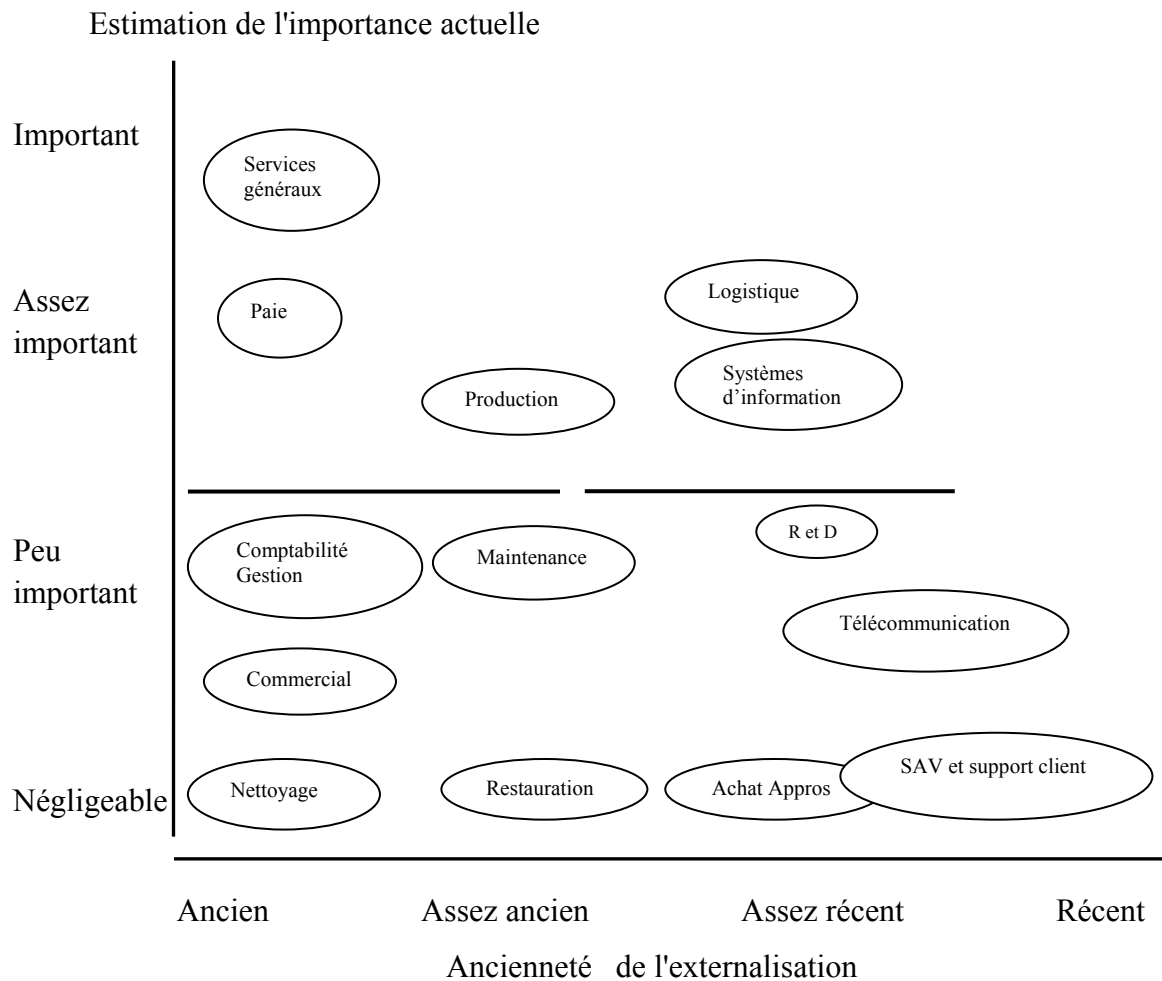 Estimation de l'importance actuelle
Important
Services
généraux
Assez
important
Paie
Logistique
Production
Systèmes
d’information
Peu
important
Comptabilité
Gestion
Maintenance
R et D
Télécommunication
Commercial
Négligeable
Nettoyage
Restauration
Achat Appros
SAV et support client
Ancien
Assez ancien
Assez récent
Récent
Ancienneté de l'externalisation